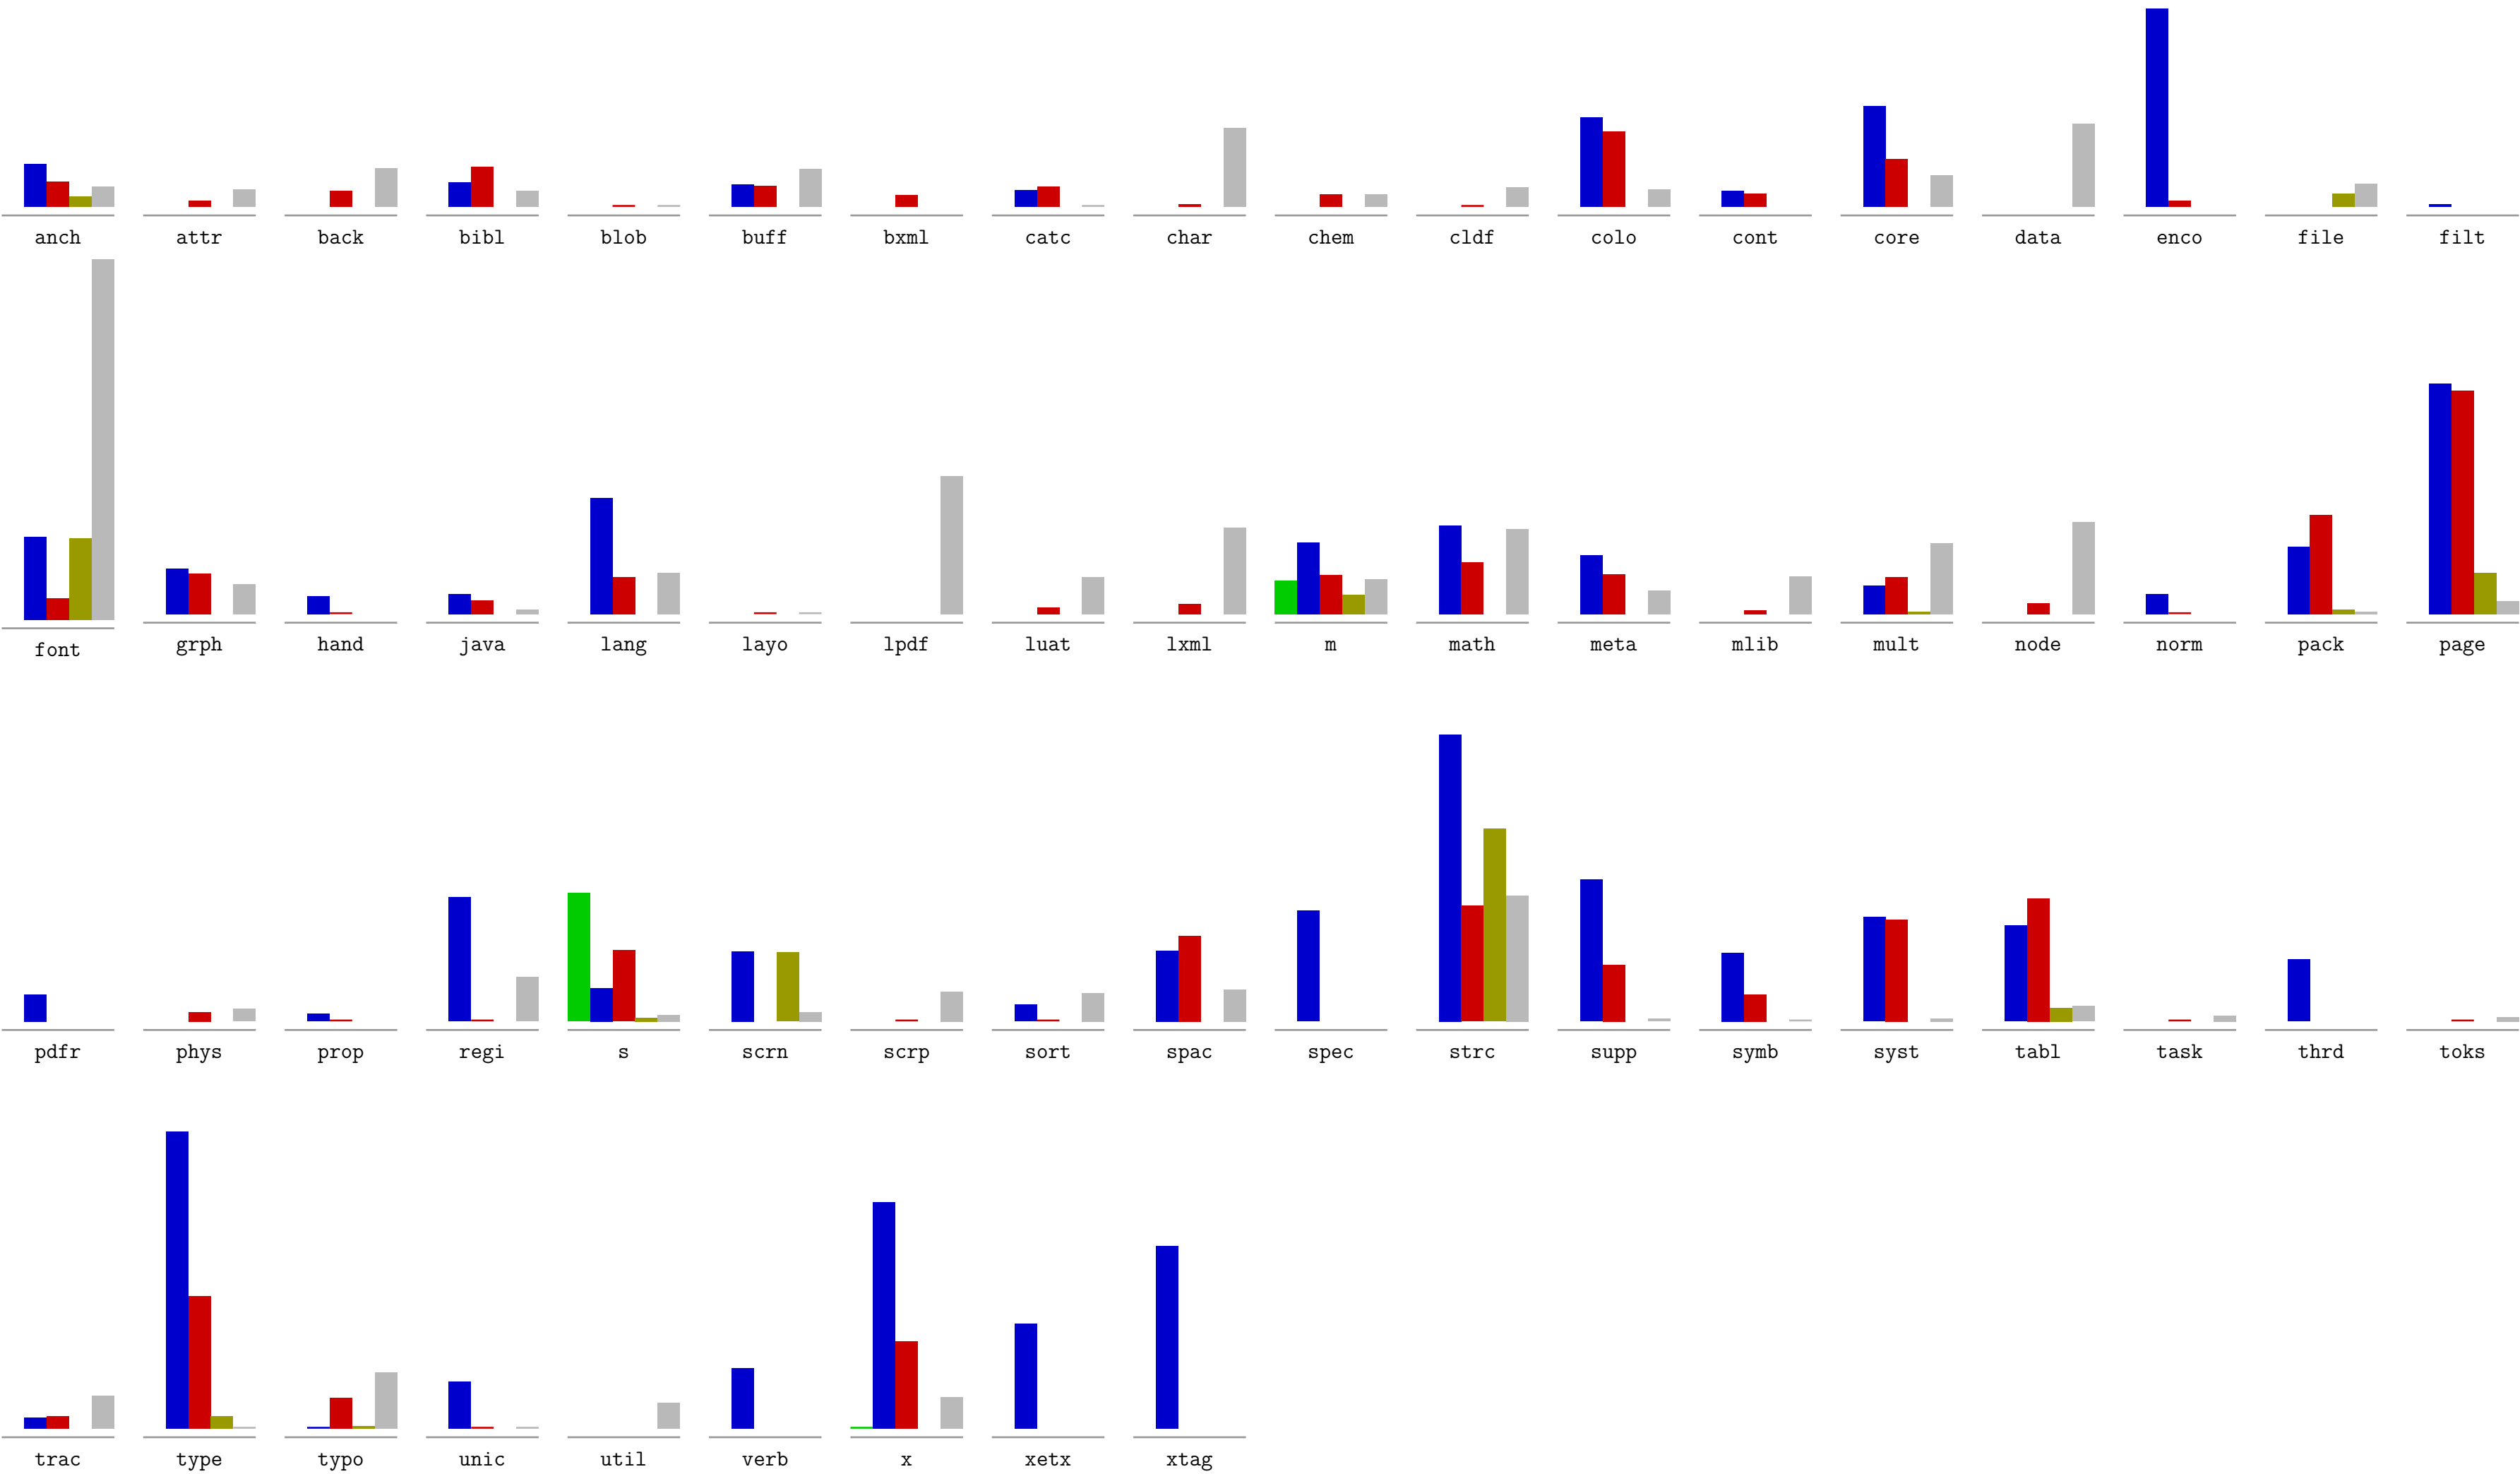 anch attr back bibl blob buff bxml catc char chem cldf colo cont core data enco file filt
font grph hand java lang layo lpdf luat lxml m math meta mlib mult node norm pack page
pdfr phys prop regi s scrn scrp sort spac spec strc supp symb syst tabl task thrd toks
trac type typo unic util verb x xetx xtag